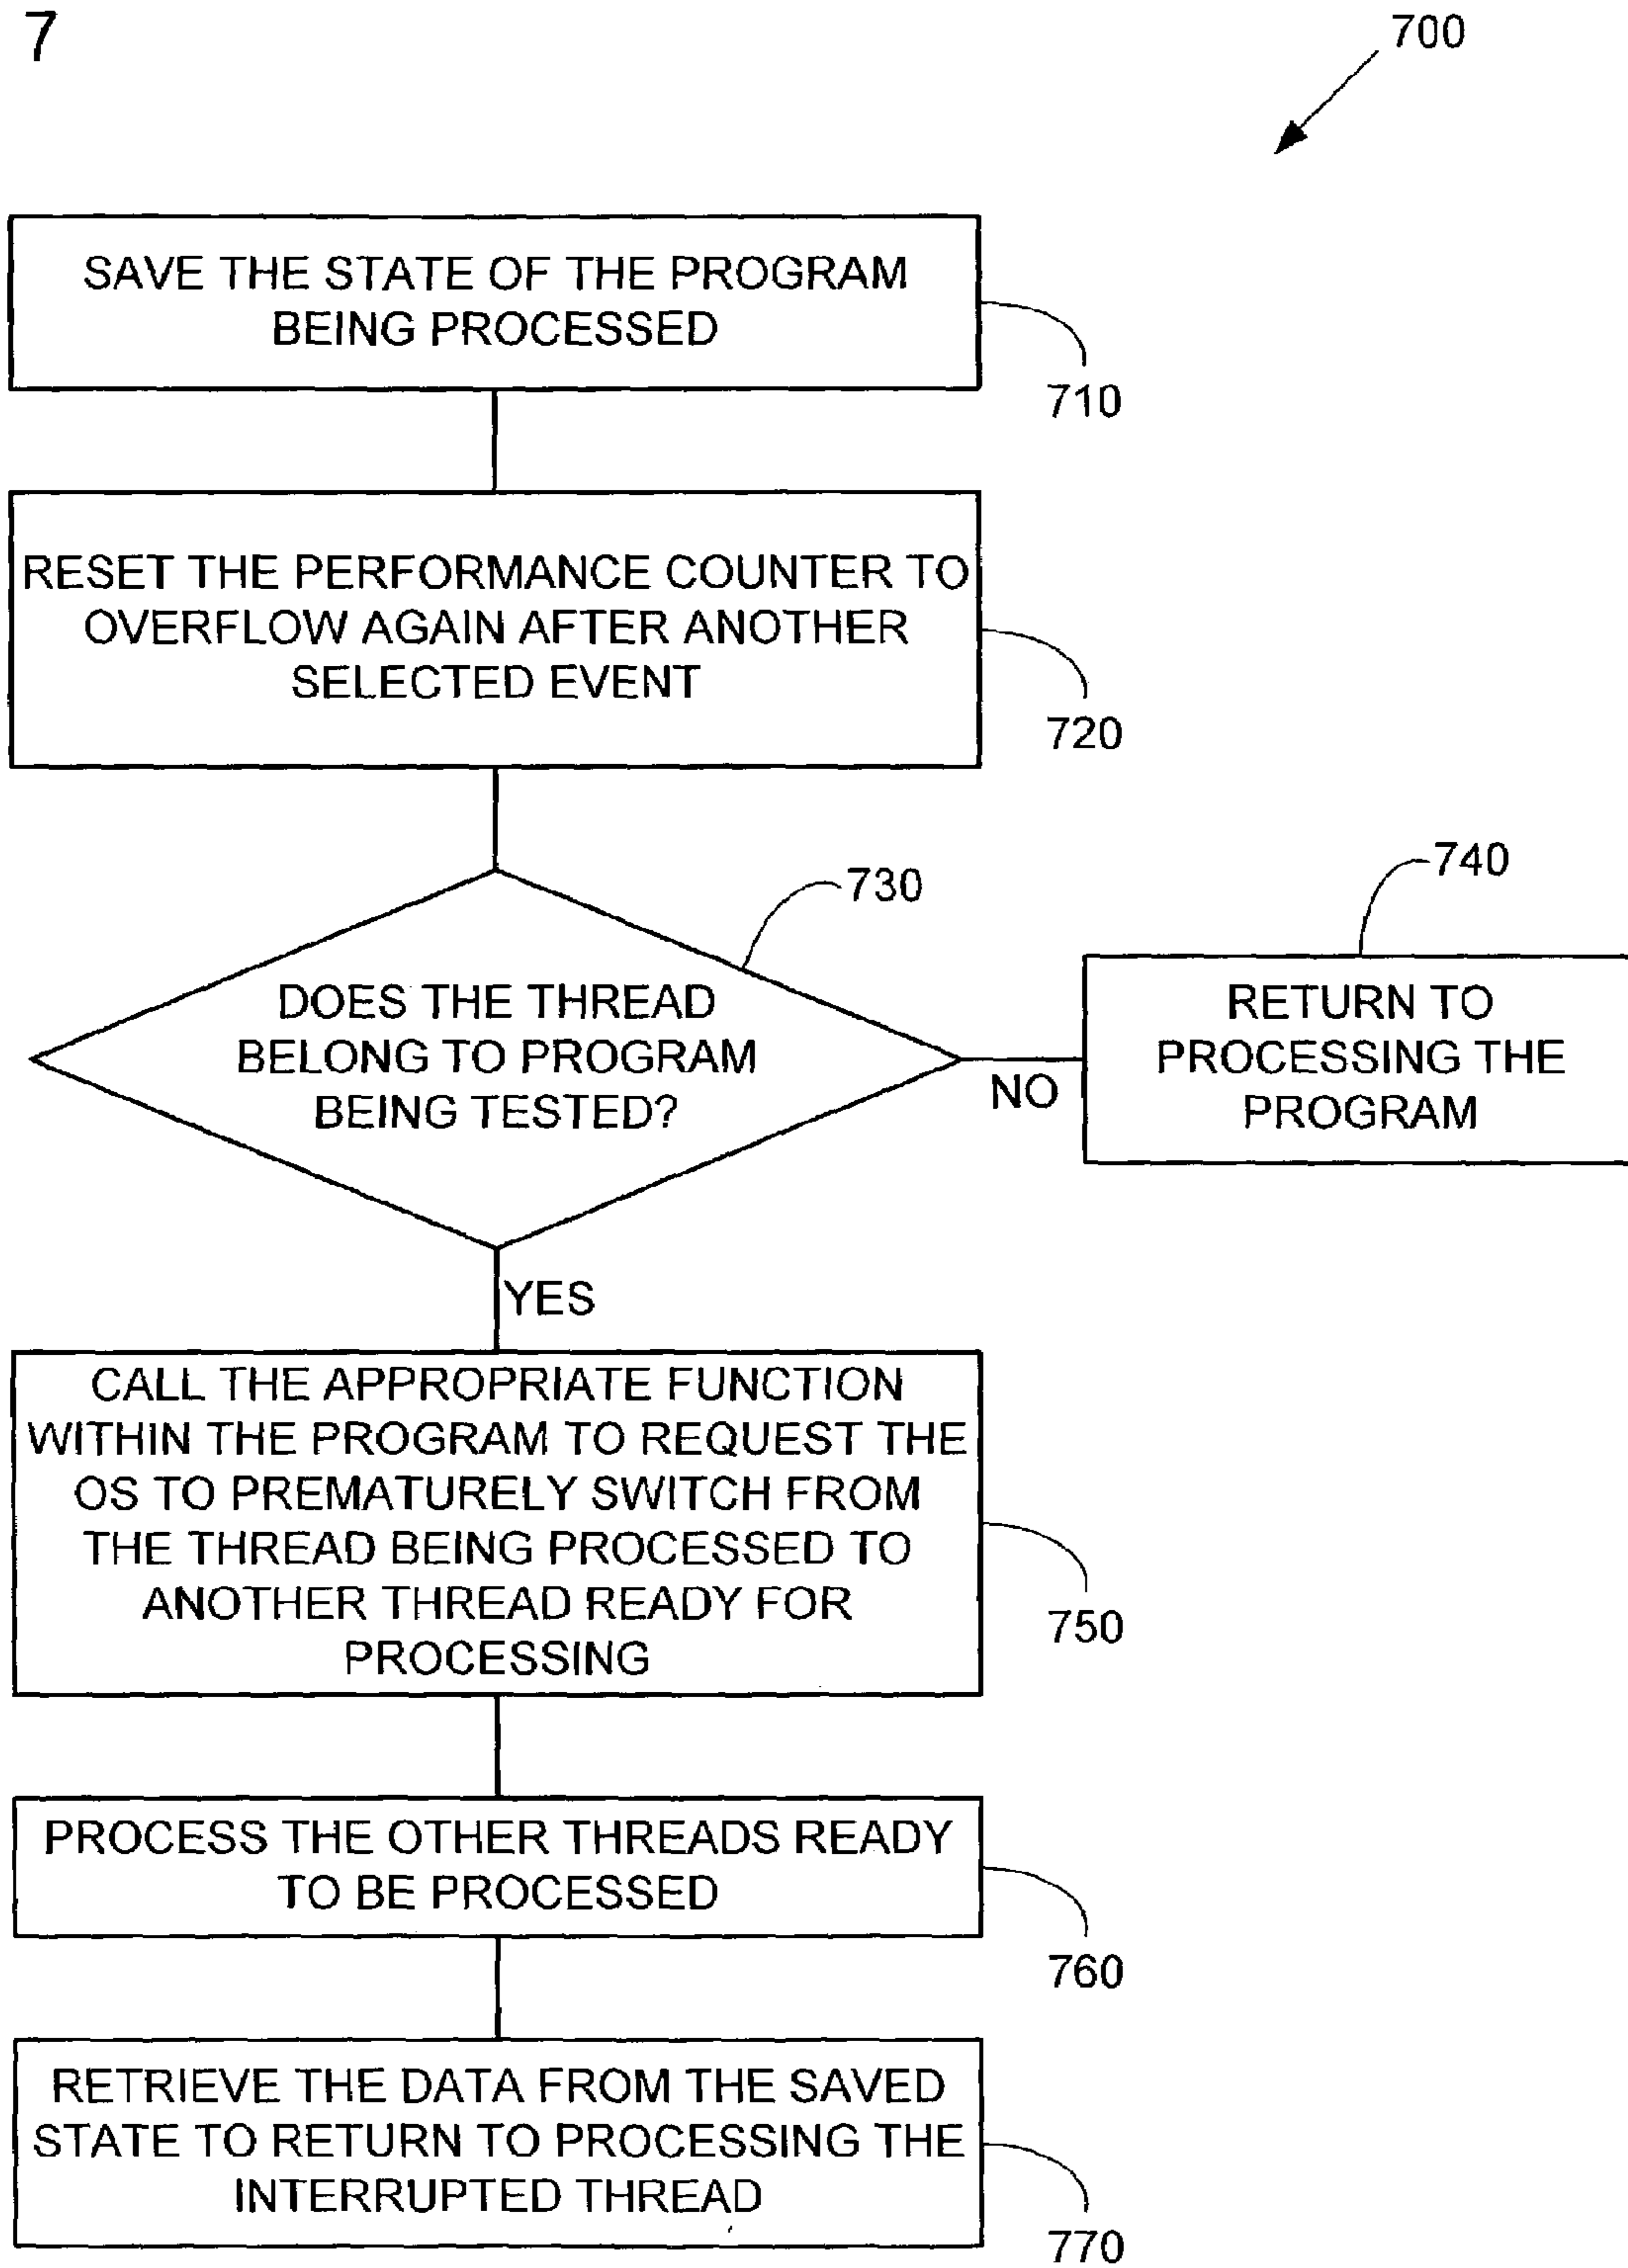 7
700
SAVE THE STATE OF THE PROGRAM
BEING PROCESSED
710
RESET THE PERFORMANCE COUNTER TO
OVERFLOW AGAIN AFTER ANOTHER
SELECTED EVENT
720
730
DOES THE THREAD
BELONG TO PROGRAM
BEING TESTED?
NO
740
RETURN TO
PROCESSING THE
PROGRAM
YES
CALL THE APPROPRIATE FUNCTION
WITHIN THE PROGRAM TO REQUEST THE
OS TO PREMATURELY SWITCH FROM
THE THREAD BEING PROCESSED TO
ANOTHER THREAD READY FOR
PROCESSING
750
PROCESS THE OTHER THREADS READY
TO BE PROCESSED
760
RETRIEVE THE DATA FROM THE SAVED
STATE TO RETURN TO PROCESSING THE
INTERRUPTED THREAD
770